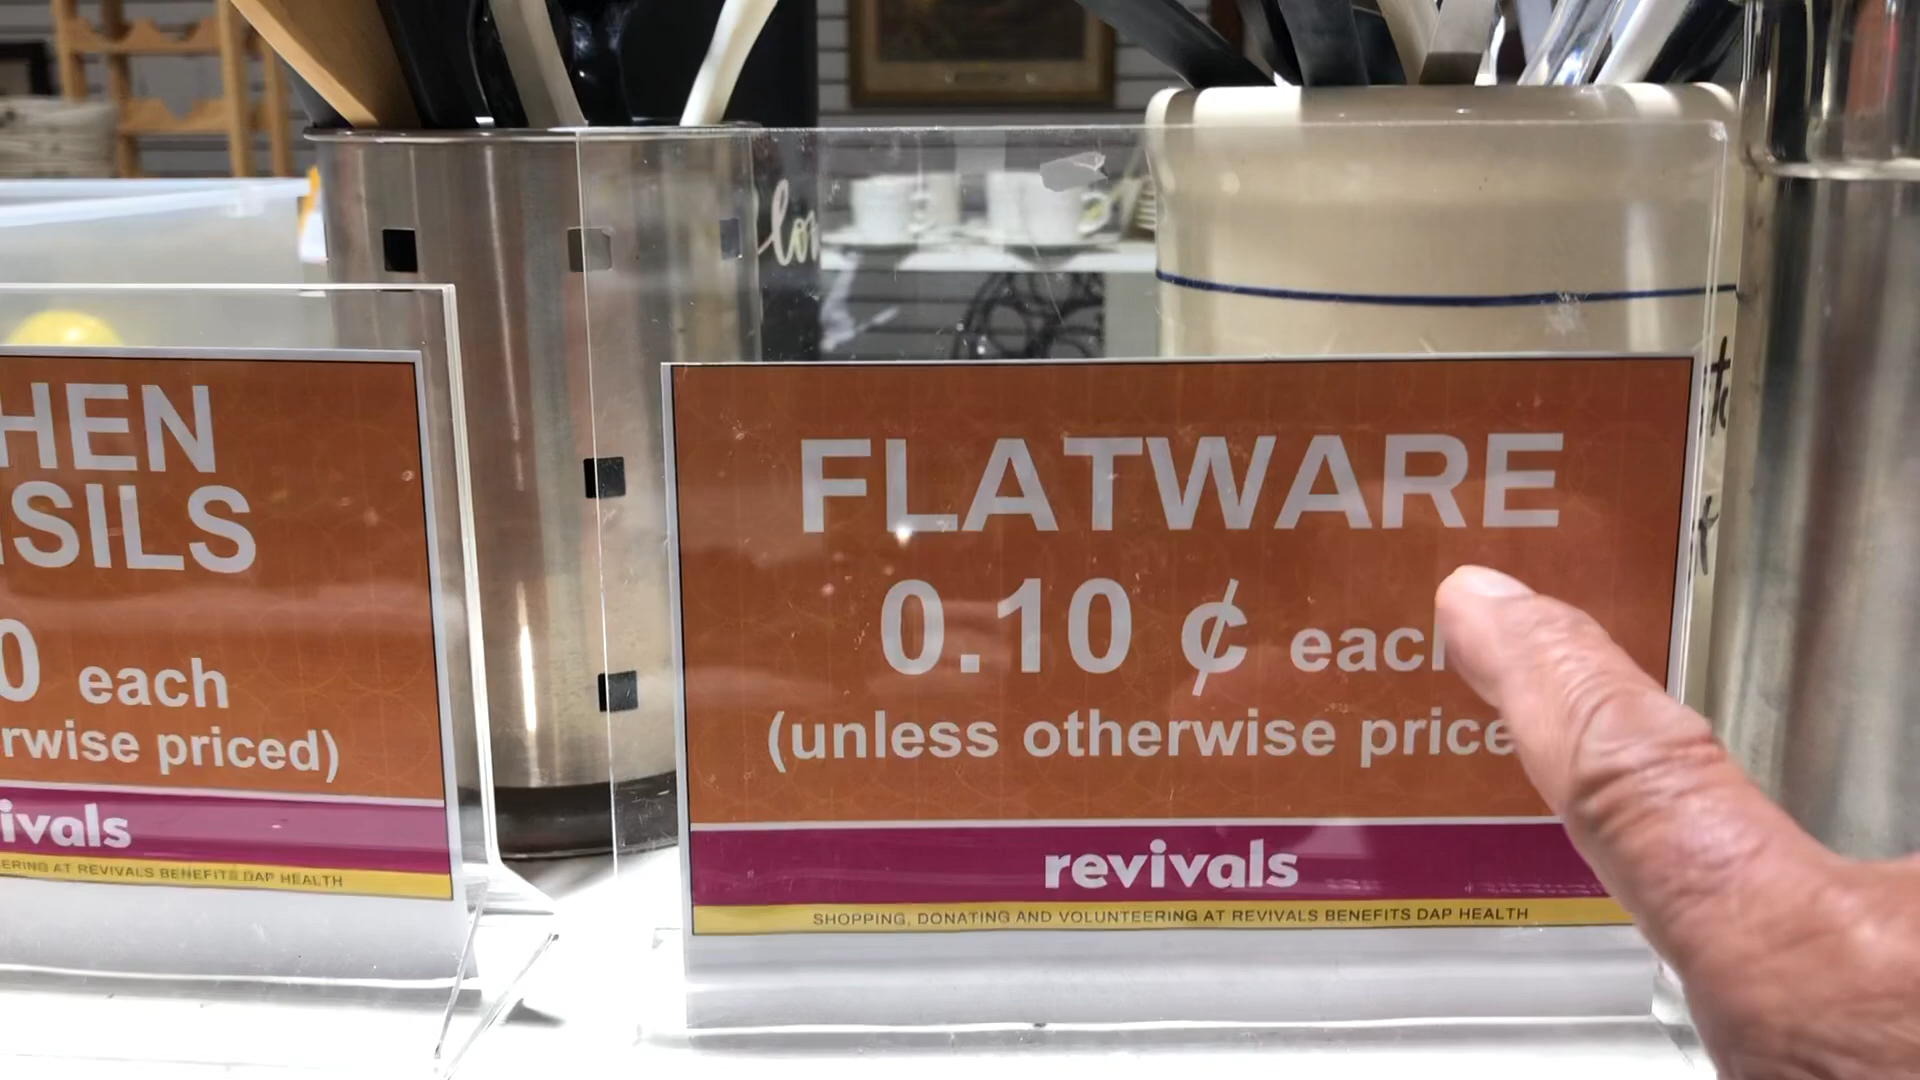 HEN
SILS
0 each
rwise priced)
ivals
ERING AT REVIVALS BENEFITS DAP HEALTH
FLATWARE
0.10 ¢ each
(unless otherwise price
revivals
SHOPPING, DONATING AND VOLUNTEERING AT REVIVALS BENEFITS DAP HEALTH